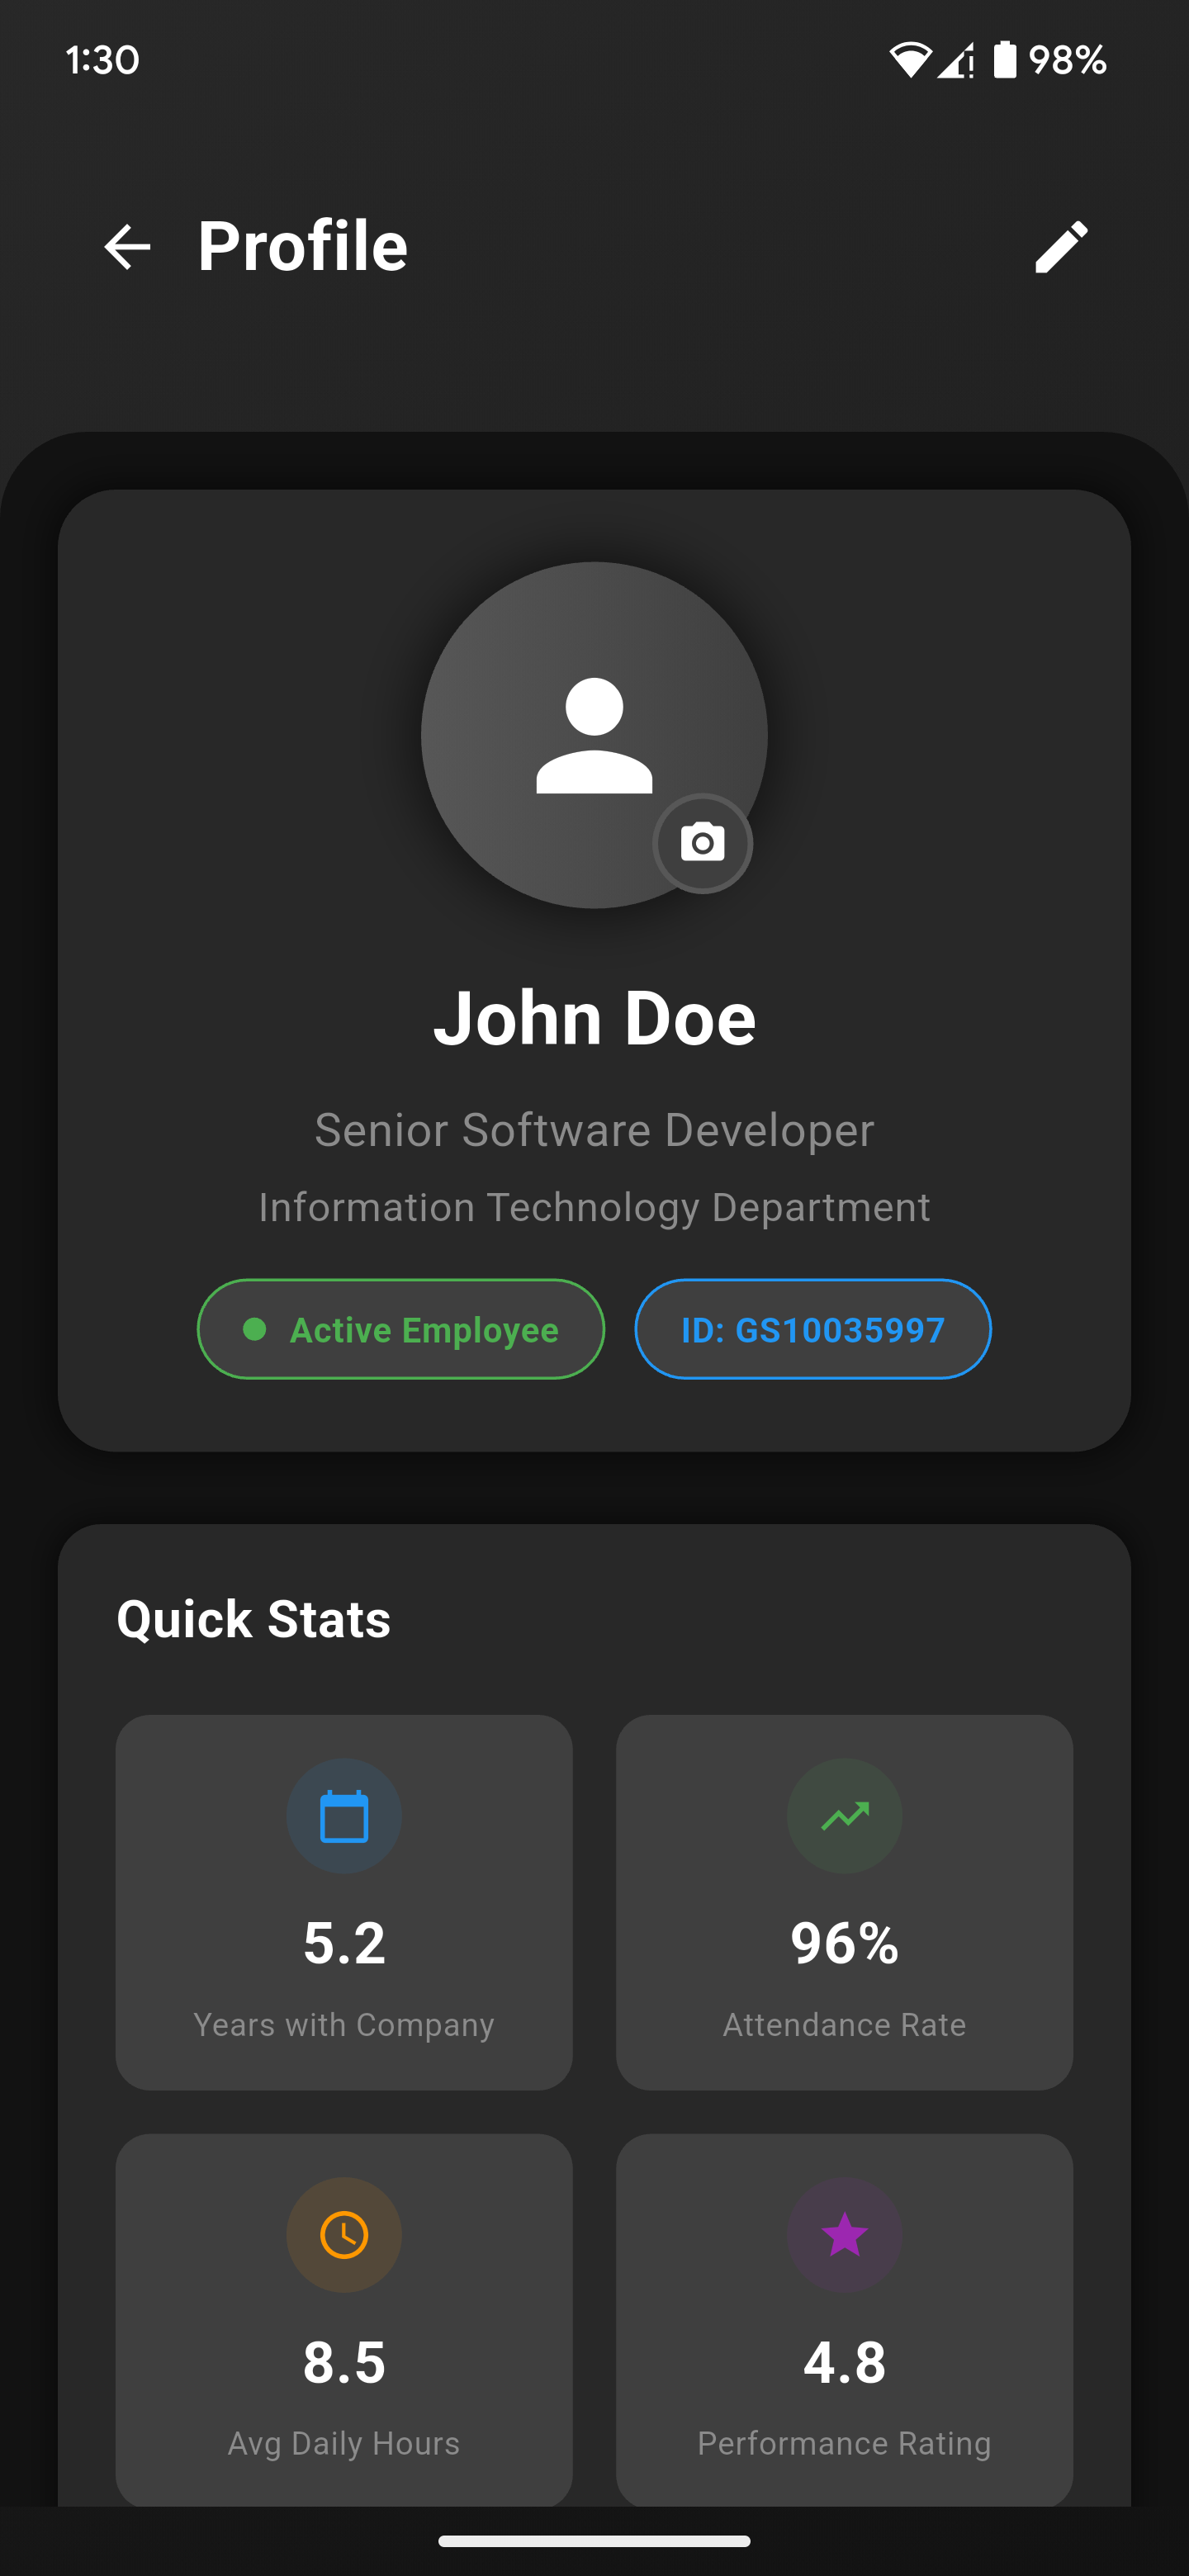 1:30
98%
Profile
John Doe
Senior Software Developer
Information Technology Department
Active Employee
ID: GS10035997
Quick Stats
5.2
96%
Years with Company
Attendance Rate
8.5
4.8
Avg Daily Hours
Performance Rating